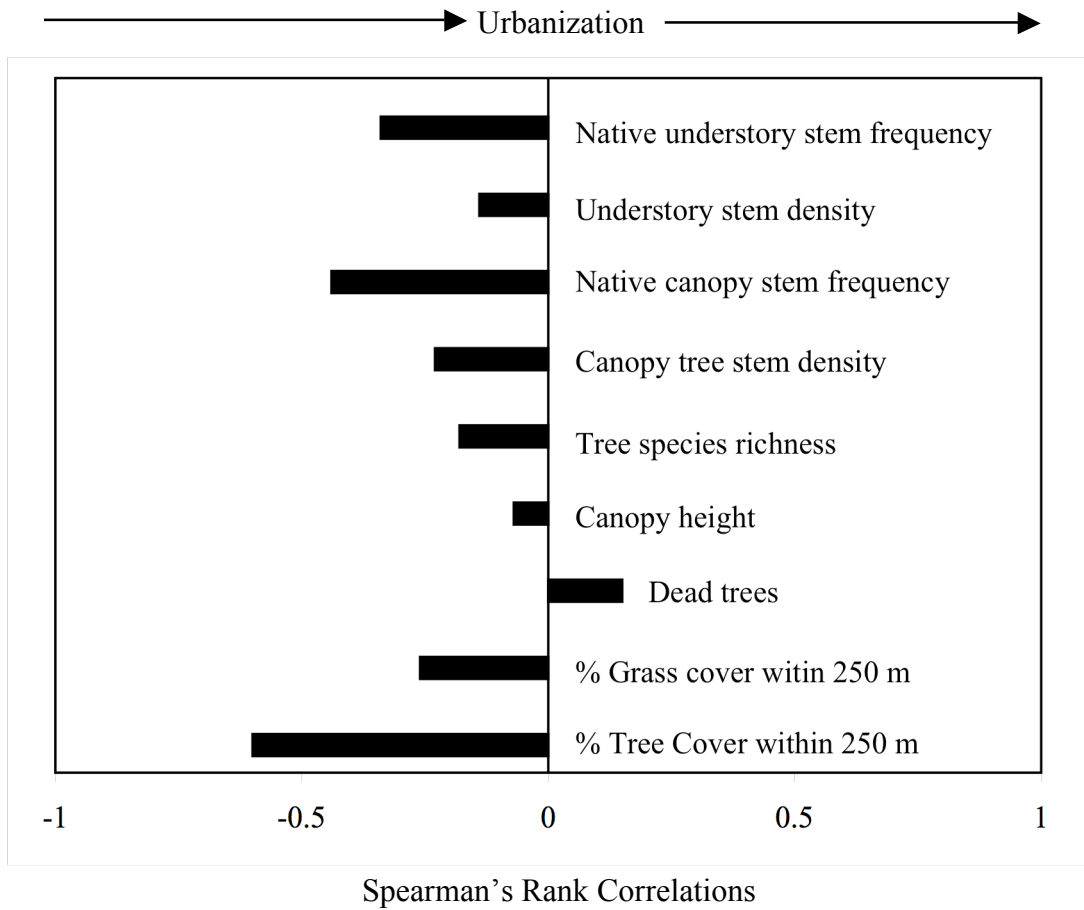 Urbanization
Native understory stem frequency
Understory stem density
Native canopy stem frequency
Canopy tree stem density
Tree species richness
Canopy height
Dead trees
% Grass cover witin 250 m
% Tree Cover within 250 m
-1 -0.5 0 0.5 1
Spearman’s Rank Correlations